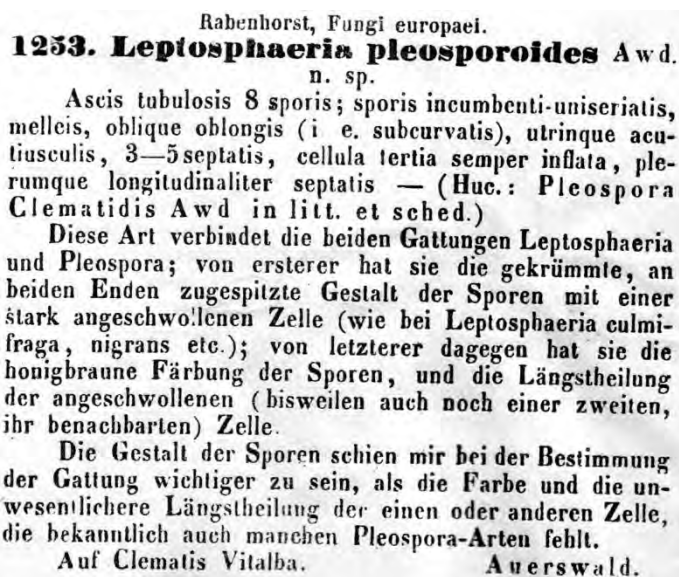 Rabenhorst, Fungi europaei.
1253. Leptosphaeria pleosporoides Awd.
n. sp.
Ascis tubulosis 8 sporis; sporis incumbenti-uniserialis,
melleis, oblique oblongis (i e. subcurvatis), utrinque acu-
tiusculis, 3—5 septatis, cellula tertia semper inflata, ple-
rumque longitudinaliter septatis — (Huc.: Pleospora
Clematidis Awd in litt. et sched.)
Diese Art verbindet die beiden Gattungen Leptosphaeria
und Pleospora; von ersterer hat sie die gekrümmte, an
beiden Enden zugespitzte Gestalt der Sporen mit einer
stark angeschwollenen Zelle (wie bei Leptosphaeria culmi-
fraga, nigrans etc.); von letzterer dagegen hat sie die
honigbraune Färbung der Sporen, und die Längstheilung
der angeschwollenen (bisweilen auch noch einer zweiten,
ihr benachbarten) Zelle.
Die Gestalt der Sporen schien mir bei der Bestimmung
der Gattung wichtiger zu sein, als die Farbe und die un-
wesentlichere Längstheilung der einen oder anderen Zelle,
die bekanntlich auch manchen Pleospora-Arten fehlt.
Auf Clematis Vitalba. Auerswald.